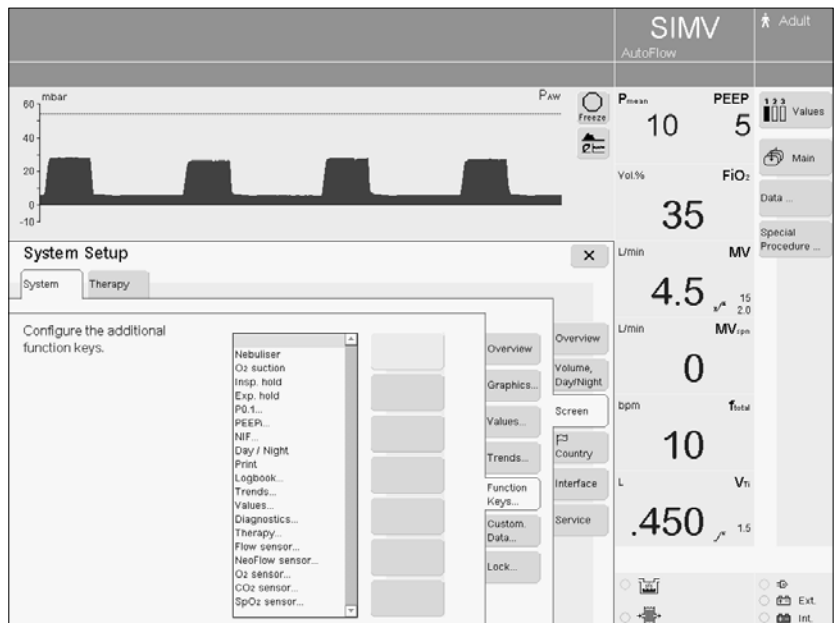 SIMV
Adult
AutoFlow
mbar
PAW
60
40
20
0
-10
Freeze
Pmean
PEEP
10
5
1 2 3
Values
Main
Data ...
Special
Procedure ...
Vol.%
FiO2
35
L/min
MV
4.5
15
2.0
L/min
MVspn
0
bpm
ftotal
10
L
VTi
.450
1.5
System Setup
System
Therapy
Configure the additional
function keys.
Nebuliser
O2 suction
Insp. hold
Exp. hold
P0.1...
PEEPi...
NIF...
Day / Night
Print
Logbook...
Trends...
Values...
Diagnostics...
Therapy...
Flow sensor...
NeoFlow sensor...
O2 sensor...
CO2 sensor...
SpO2 sensor...
Overview
Graphics...
Values...
Trends...
Function
Keys...
Custom.
Data...
Lock...
Overview
Volume,
Day/Night
Screen
Country
Interface
Service
Ext.
Int.